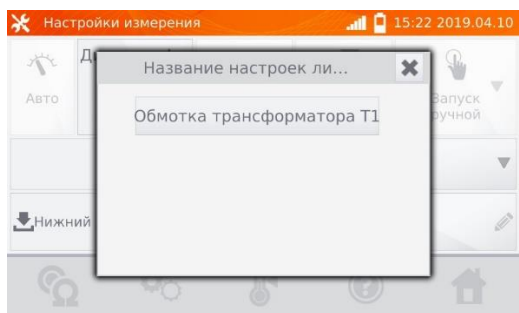 Настройки измерения
15:22 2019.04.10
Название настроек ли...
Авто
Обмотка трансформатора Т1
Запуск
ручной
Нижний